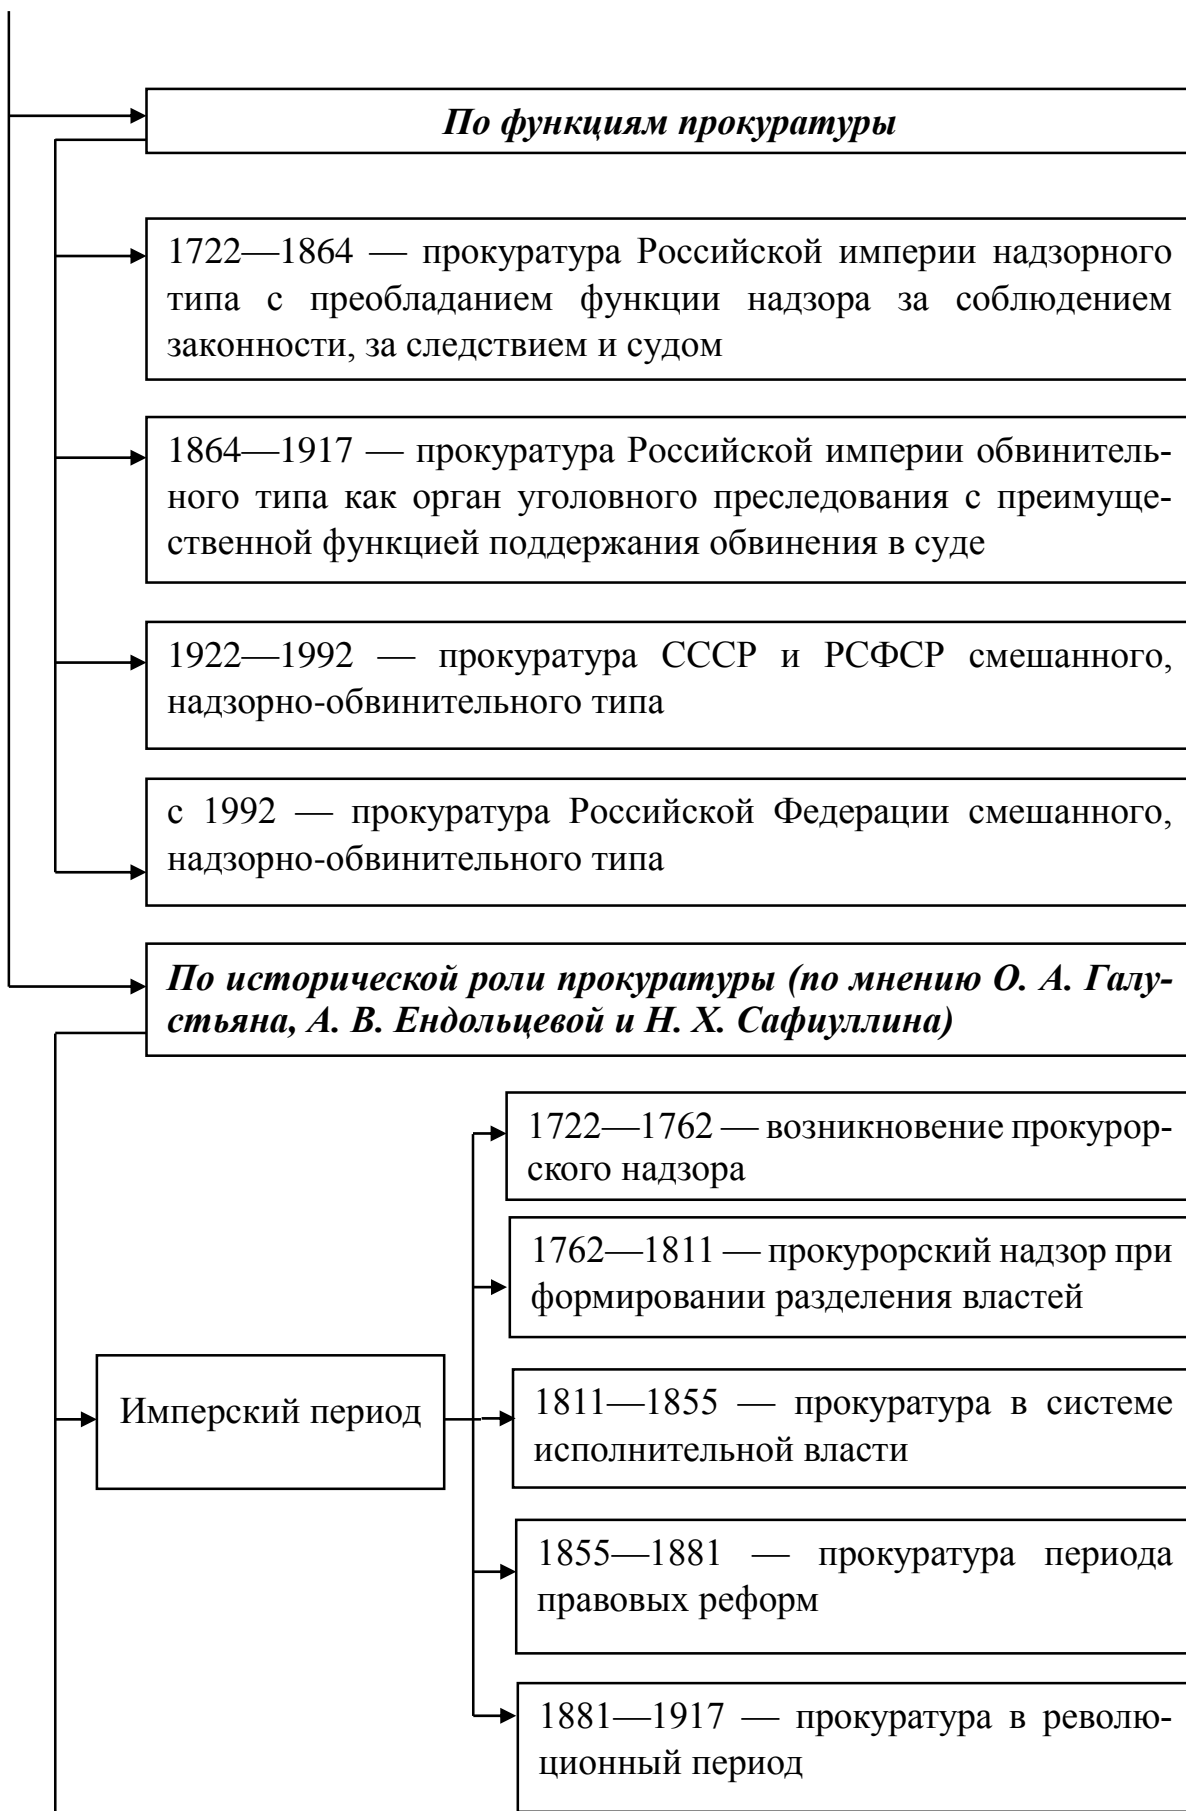 По функциям прокуратуры
1722—1864 — прокуратура Российской империи надзорного
типа с преобладанием функции надзора за соблюдением
законности, за следствием и судом
1864—1917 — прокуратура Российской империи обвинитель-
ного типа как орган уголовного преследования с преимуще-
ственной функцией поддержания обвинения в суде
1922—1992 — прокуратура СССР и РСФСР смешанного,
надзорно-обвинительного типа
с 1992 — прокуратура Российской Федерации смешанного,
надзорно-обвинительного типа
По исторической роли прокуратуры (по мнению О. А. Галу-
стьяна, А. В. Ендольцевой и Н. Х. Сафиуллина)
1722—1762 — возникновение прокурор-
ского надзора
1762—1811 — прокурорский надзор при
формировании разделения властей
Имперский период
1811—1855 — прокуратура в системе
исполнительной власти
1855—1881 — прокуратура периода
правовых реформ
1881—1917 — прокуратура в револю-
ционный период